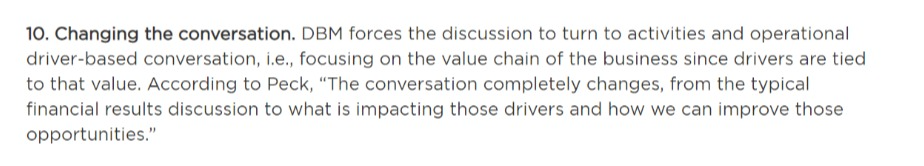 10. Changing the conversation. DBM forces the discussion to turn to activities and operational
driver-based conversation, i.e., focusing on the value chain of the business since drivers are tied
to that value. According to Peck, “The conversation completely changes, from the typical
financial results discussion to what is impacting those drivers and how we can improve those
opportunities.”